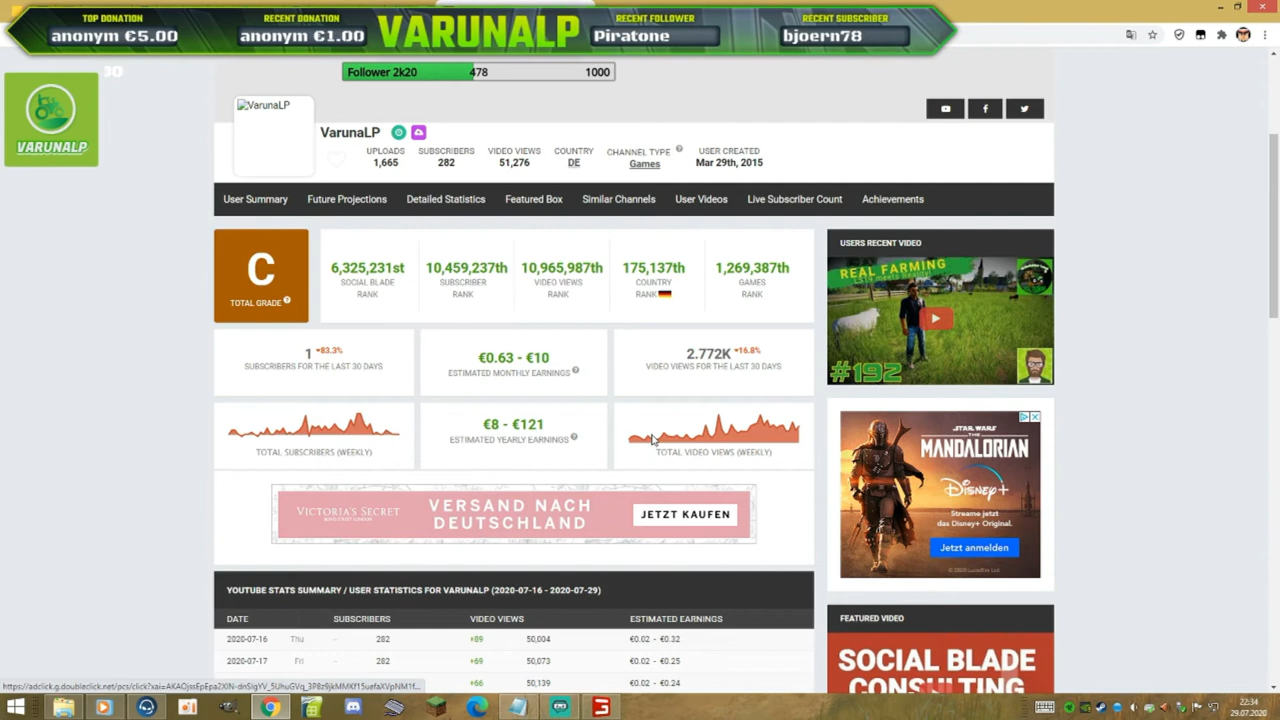 TOP DONATION
anonym €5.00
RECENT DONATION
anonym €1.00
VARUNALP
RECENT FOLLOWER
Piratone
RECENT SUBSCRIBER
bjoern78
Follower 2k20 478 1000
VARUNALP
VarunaLP
VarunaLP
UPLOADS
1,665
SUBSCRIBERS
282
VIDEO VIEWS
51,276
COUNTRY
DE
CHANNEL TYPE
Games
USER CREATED
Mar 29th, 2015
User Summary Future Projections Detailed Statistics Featured Box Similar Channels User Videos Live Subscriber Count Achievements
C
TOTAL GRADE
6,325,231st
SOCIAL BLADE
RANK
10,459,237th
SUBSCRIBER
RANK
10,965,987th
VIDEO VIEWS
RANK
175,137th
COUNTRY
RANK
1,269,387th
GAMES
RANK
1 83.3%
SUBSCRIBERS FOR THE LAST 30 DAYS
€0.63 - €10
ESTIMATED MONTHLY EARNINGS
2.772K 16.8%
VIDEO VIEWS FOR THE LAST 30 DAYS
TOTAL SUBSCRIBERS (WEEKLY)
€8 - €121
ESTIMATED YEARLY EARNINGS
TOTAL VIDEO VIEWS (WEEKLY)
VICTORIA'S SECRET
VERSAND NACH
DEUTSCHLAND
JETZT KAUFEN
YOUTUBE STATS SUMMARY / USER STATISTICS FOR VARUNALP (2020-07-16 - 2020-07-29)
DATE SUBSCRIBERS VIDEO VIEWS ESTIMATED EARNINGS
2020-07-16 Thu -- 282 +89 50,004 €0.02 - €0.32
2020-07-17 Fri -- 282 +69 50,073 €0.02 - €0.25
+66 50,139 €0.02 - €0.24
USERS RECENT VIDEO
REAL FARMING
#192
STAR WARS
THE
MANDALORIAN
Disney+
Streame jetzt
das Disney+ Original.
Jetzt anmelden
FEATURED VIDEO
SOCIAL BLADE
CONSULTING
22:34
29.07.2020